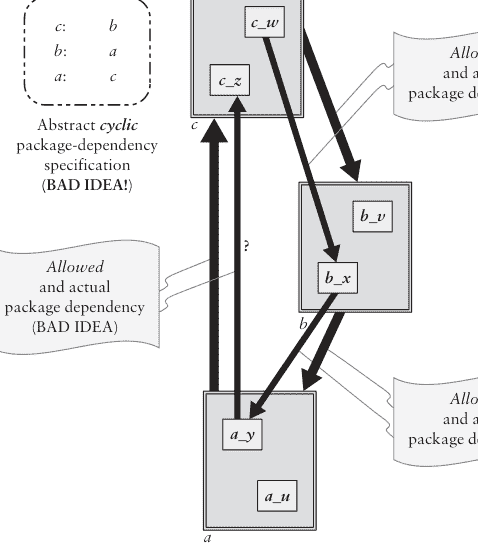 c: b
b: a
a: c
Abstract cyclic
package-dependency
specification
(BAD IDEA!)
c_w
c_z
c
Allo
and a
package de
b_v
b_x
b
?
Allowed
and actual
package dependency
(BAD IDEA)
Allo
and a
package de
a_y
a_u
a